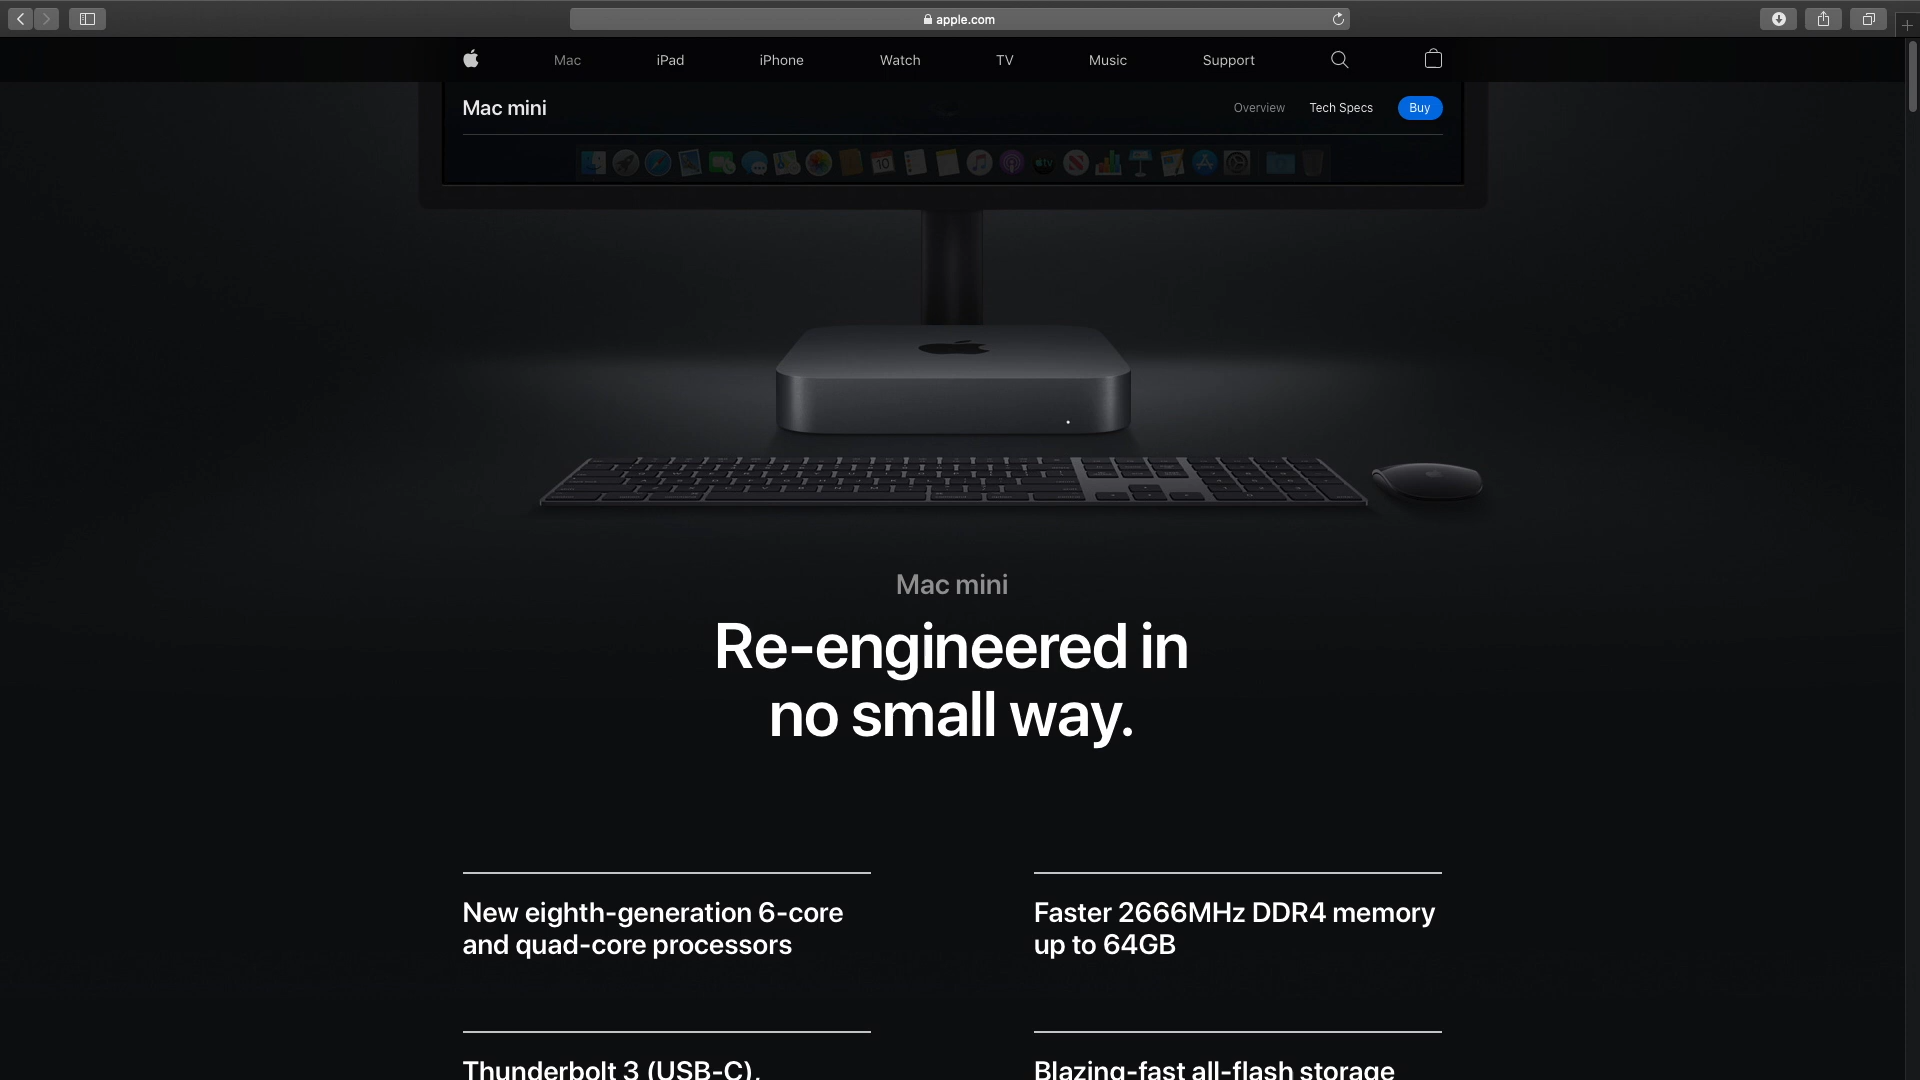 apple.com
Mac
iPad
iPhone
Watch
TV
Music
Support
Mac mini
Overview
Tech Specs
Buy
10
tv
Mac mini
Re-engineered in
no small way.
New eighth-generation 6-core
and quad-core processors
Faster 2666MHz DDR4 memory
up to 64GB
Thunderbolt 3 (USB-C),
Blazing-fast all-flash storage